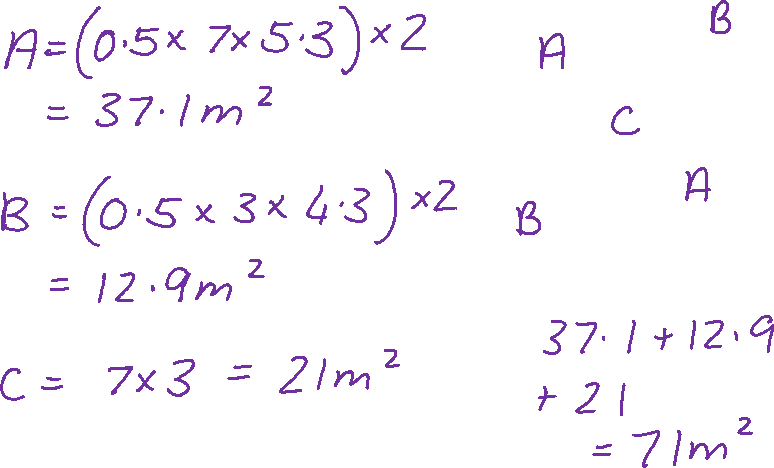 A=(0.5× 7×5.3)×2
= 37.1m²
B =(0.5 × 3 × 4.3)×2
= 12.9m²
C = 7×3 = 21m²
B
A
C
A
B
37.1+12.9
+ 21
= 71m²